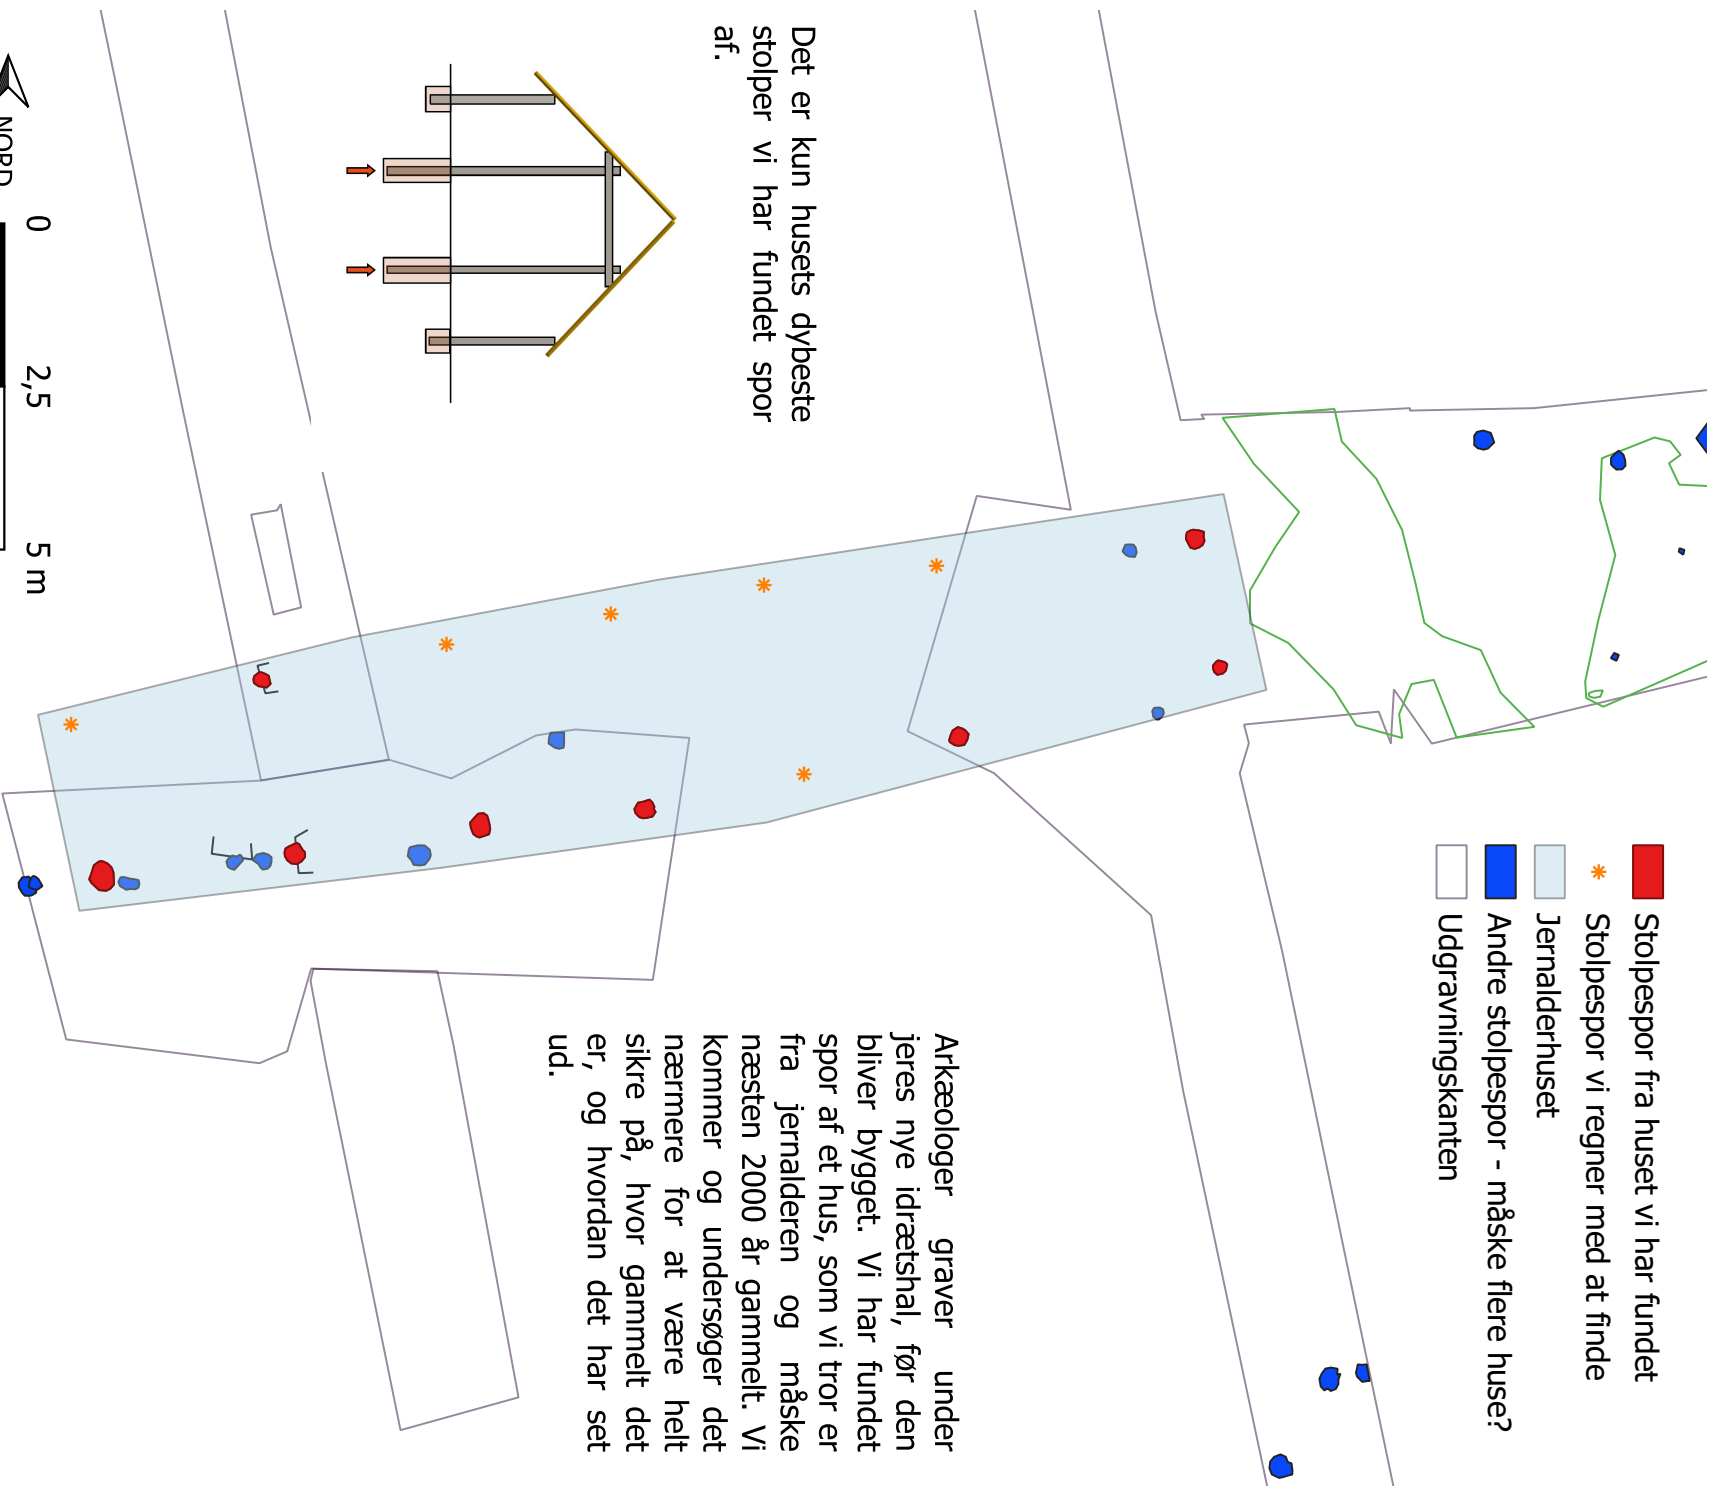 Stolpespor fra huset vi har fundet
Stolpespor vi regner med at finde
Jernalderhuset
Andre stolpespor - måske flere huse?
Udgravningskanten
Det er kun husets dybeste
stolper vi har fundet spor
af.
Arkæologer graver under
jeres nye idrætshal, før den
bliver bygget. Vi har fundet
spor af et hus, som vi tror er
fra jernalderen og måske
næsten 2000 år gammelt. Vi
kommer og undersøger det
nærmere for at være helt
sikre på, hvor gammelt det
er, og hvordan det har set
ud.
NORD
0 2,5 5 m